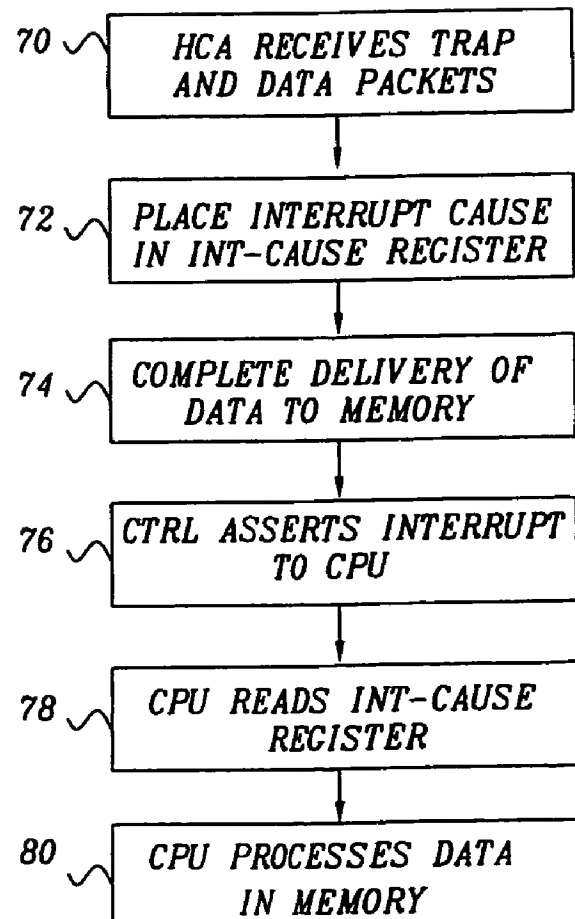 70
HCA RECEIVES TRAP
AND DATA PACKETS
72
PLACE INTERRUPT CAUSE
IN INT-CAUSE REGISTER
74
COMPLETE DELIVERY OF
DATA TO MEMORY
76
CTRL ASSERTS INTERRUPT
TO CPU
78
CPU READS INT-CAUSE
REGISTER
80
CPU PROCESSES DATA
IN MEMORY